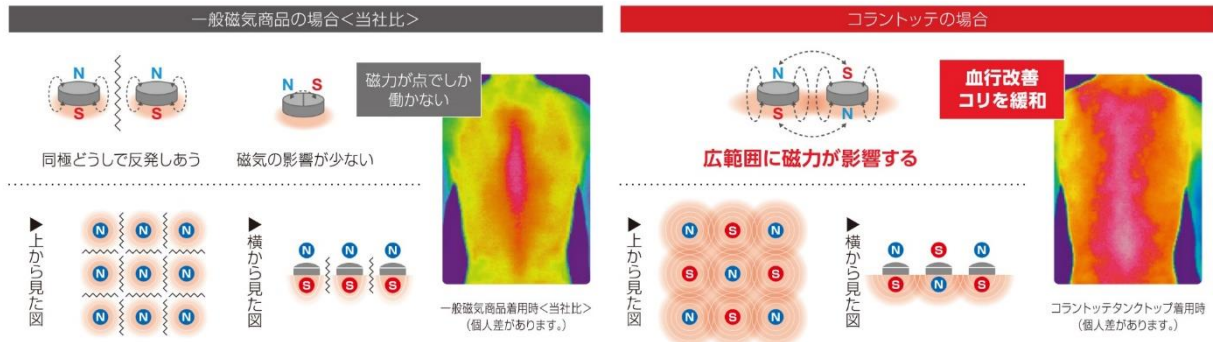 一般磁気商品の場合<当社比>
N
N
S
S
同極どうしで反発しあう
N
S
磁気の影響が少ない
磁力が点でしか
働かない
▶上から見た図
N N N
N N N
N N N
▶横から見た図
N N N
S S S
一般磁気商品着用時<当社比>
(個人差があります。)
コラントッテの場合
N
S
S
N
広範囲に磁力が影響する
血行改善
コリを緩和
▶上から見た図
N S N
S N S
N S N
▶横から見た図
N S N
S N S
コラントッテタンクトップ着用時
(個人差があります。)